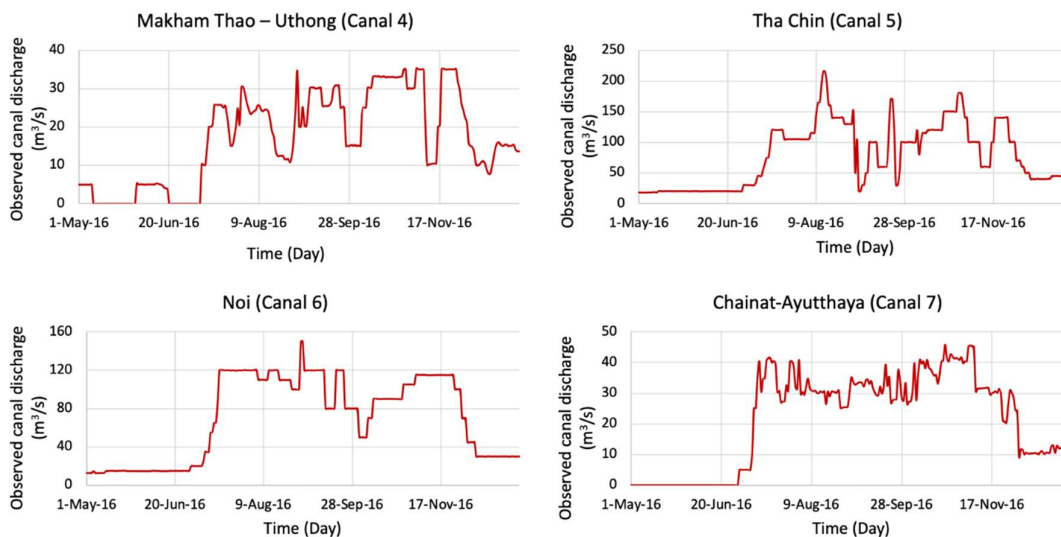 Makham Thao – Uthong (Canal 4)
Observed canal discharge
(m³/s)
40
30
20
10
0
1-May-16 20-Jun-16 9-Aug-16 28-Sep-16 17-Nov-16
Time (Day)
Tha Chin (Canal 5)
Observed canal discharge
(m³/s)
250
200
150
100
50
0
1-May-16 20-Jun-16 9-Aug-16 28-Sep-16 17-Nov-16
Time (Day)
Noi (Canal 6)
Observed canal discharge
(m³/s)
160
120
80
40
0
1-May-16 20-Jun-16 9-Aug-16 28-Sep-16 17-Nov-16
Time (Day)
Chainat-Ayutthaya (Canal 7)
Observed canal discharge
(m³/s)
50
40
30
20
10
0
1-May-16 20-Jun-16 9-Aug-16 28-Sep-16 17-Nov-16
Time (Day)